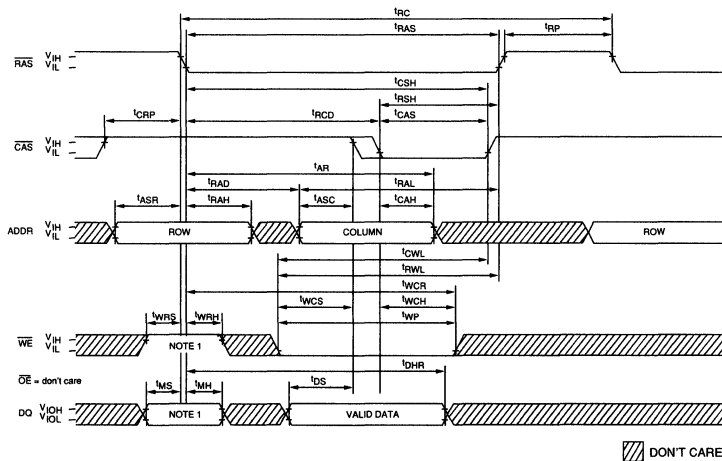 tRC
tRAS
tRP
RAS VIH
VIL
tCSH
tRSH
tCRP tRCD tCAS
CAS VIH
VIL
tAR
tRAD tRAL
tASR tRAH tASC tCAH
ADDR VIH
VIL
ROW COLUMN ROW
tCWL
tRWL
tWCR
tWCS tWCH
tWRS tWRH tWP
WE VIH
VIL
NOTE 1
OE = don't care
tDHR
tMS tMH tDS
DQ VIOH
VIOL
NOTE 1 VALID DATA
DON'T CARE